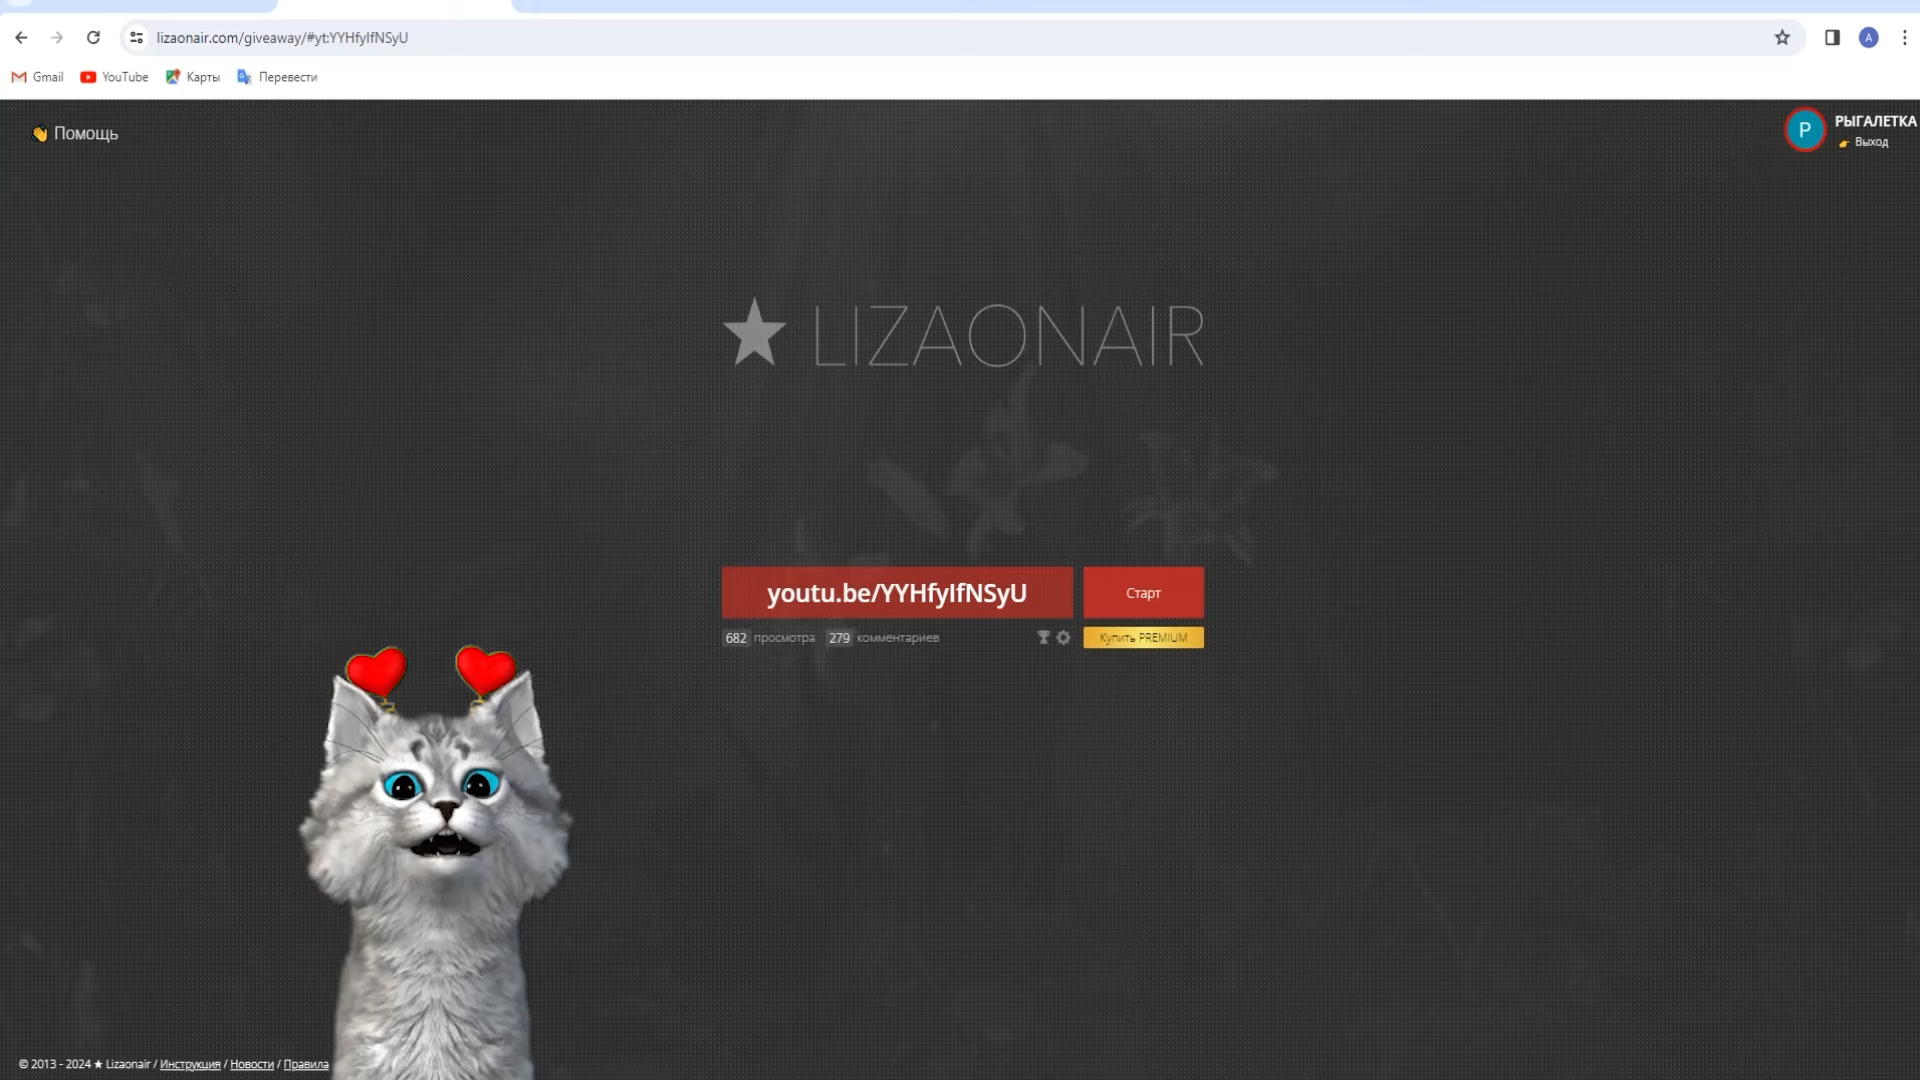 lizaonair.com/giveaway/#yt:YYHfyIfNSyU
A
Gmail YouTube Карты Перевести
Помощь
Р
РЫГАЛЕТКА
Выход
LIZAONAIR
youtu.be/YYHfyIfNSyU
Старт
682 просмотра 279 комментариев
Купить PREMIUM
© 2013 - 2024 ★ Lizaonair / Инструкция / Новости / Правила